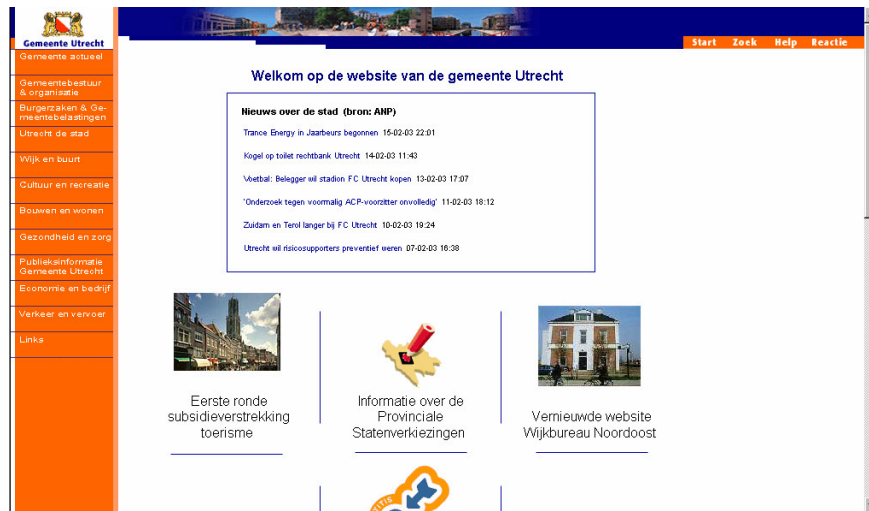 Gemeente Utrecht
Start Zoek Help Reactie
Gemeente actueel
Gemeentebestuur
& organisatie
Burgerzaken & Ge-
meentebelastingen
Utrecht de stad
Wijk en buurt
Cultuur en recreatie
Bouwen en wonen
Gezondheid en zorg
Publieksinformatie
Gemeente Utrecht
Economie en bedrijf
Verkeer en vervoer
Links
Welkom op de website van de gemeente Utrecht
Nieuws over de stad (bron: ANP)
Trance Energy in Jaarbeurs begonnen 15-02-03 22:01
Kogel op toilet rechtbank Utrecht 14-02-03 11:43
Voetbal: Belegger wil stadion FC Utrecht kopen 13-02-03 17:07
'Onderzoek tegen voormalig ACP-voorzitter onvolledig' 11-02-03 18:12
Zuidam en Terol langer bij FC Utrecht 10-02-03 19:24
Utrecht wil risicosupporters preventief weren 07-02-03 16:38
Eerste ronde
subsidieverstrekking
toerisme
Informatie over de
Provinciale
Statenverkiezingen
Vernieuwde website
Wijkbureau Noordoost